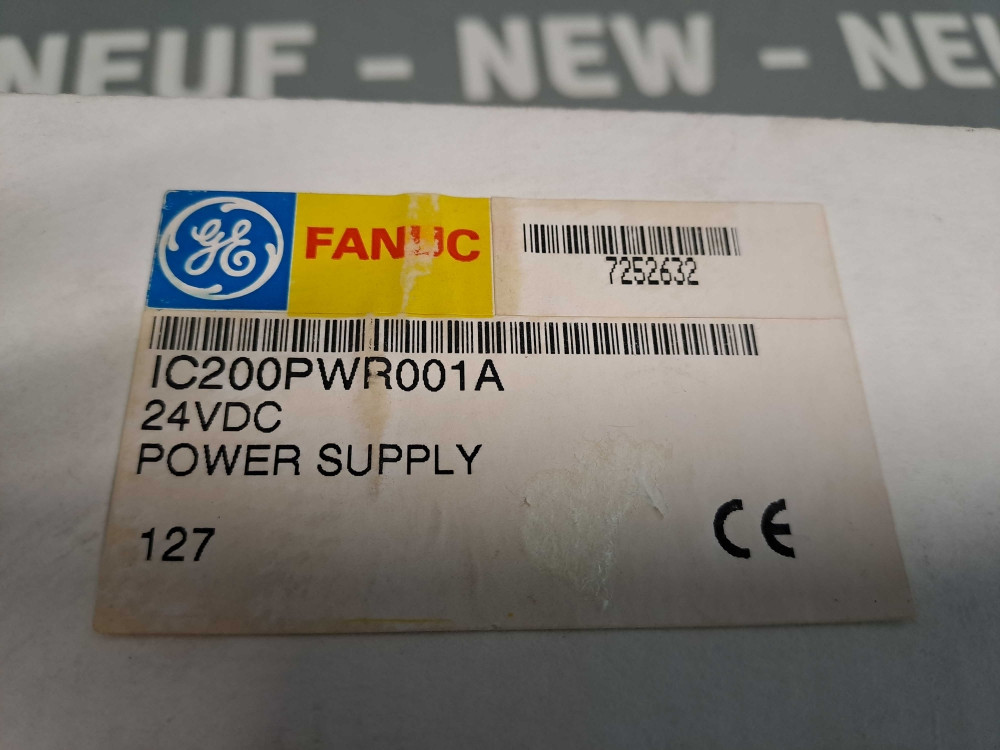 NEUF - NEW - NE
GE FANUC
7252632
IC200PWR001A
24VDC
POWER SUPPLY
127
CE